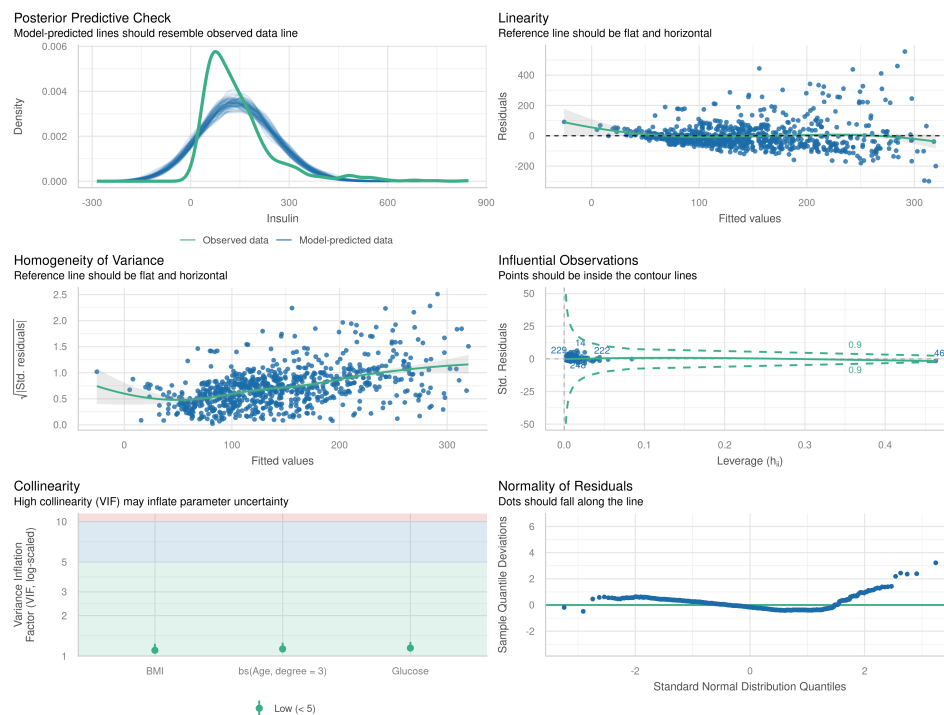 Posterior Predictive Check
Model-predicted lines should resemble observed data line
0.006
0.004
0.002
0.000
Density
-300
0
300
600
900
Insulin
Observed data
Model-predicted data
Linearity
Reference line should be flat and horizontal
400
200
0
-200
Residuals
0
100
200
300
Fitted values
Homogeneity of Variance
Reference line should be flat and horizontal
2.5
2.0
1.5
1.0
0.5
0.0
√|Std. residuals|
0
100
200
300
Fitted values
Influential Observations
Points should be inside the contour lines
50
25
0
-25
-50
Std. Residuals
14
222
0.9
0.9
46
0.0
0.1
0.2
0.3
0.4
Leverage (hᵢᵢ)
Collinearity
High collinearity (VIF) may inflate parameter uncertainty
10
5
3
2
1
Variance Inflation
Factor (VIF, log-scaled)
BMI
bs(Age, degree = 3)
Glucose
Low (< 5)
Normality of Residuals
Dots should fall along the line
6
4
2
0
-2
Sample Quantile Deviations
-2
0
2
Standard Normal Distribution Quantiles